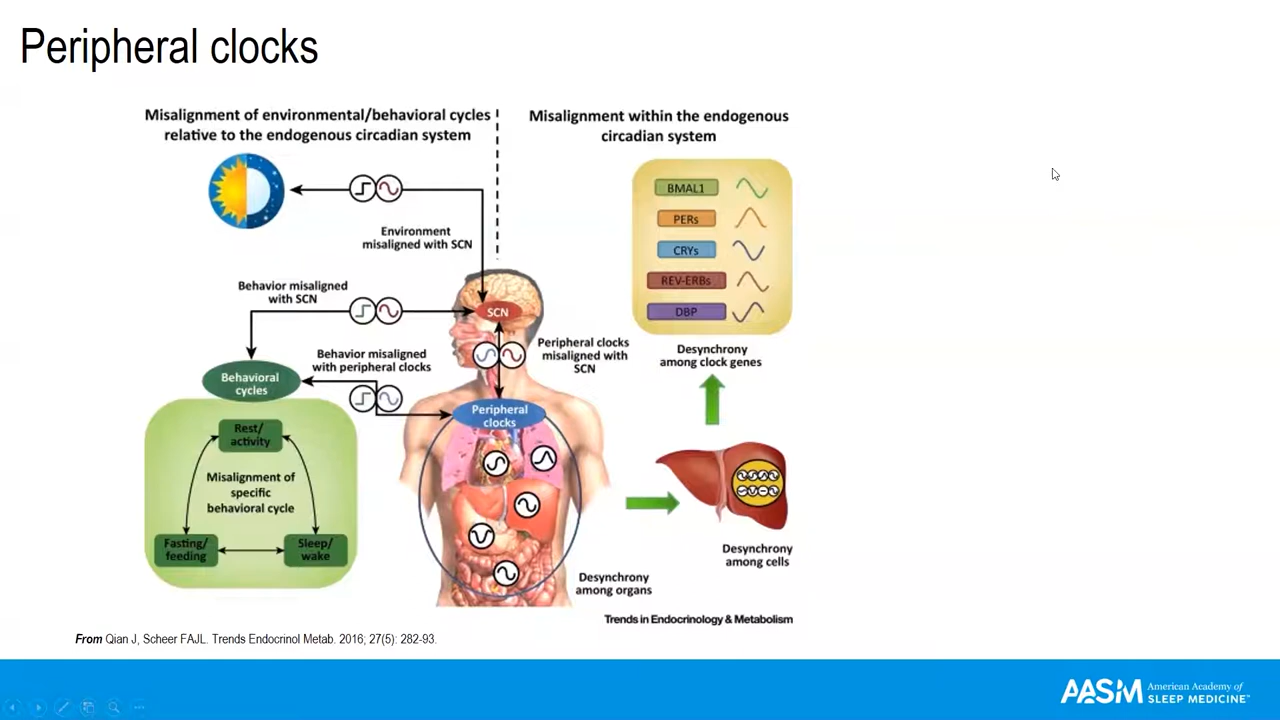 Peripheral clocks
Misalignment of environmental/behavioral cycles
relative to the endogenous circadian system
Misalignment within the endogenous
circadian system
BMAL1
PERs
CRYs
REV-ERBs
DBP
Desynchrony
among clock genes
Environment
misaligned with SCN
Behavior misaligned
with SCN
SCN
Peripheral clocks
misaligned with
SCN
Behavior misaligned
with peripheral clocks
Behavioral
cycles
Peripheral
clocks
Rest/
activity
Misalignment of
specific
behavioral cycle
Fasting/
feeding
Sleep/
wake
Desynchrony
among cells
Desynchrony
among organs
Trends in Endocrinology & Metabolism
From Qian J, Scheer FAJL. Trends Endocrinol Metab. 2016; 27(5): 282-93.
AASM American Academy of
SLEEP MEDICINE™